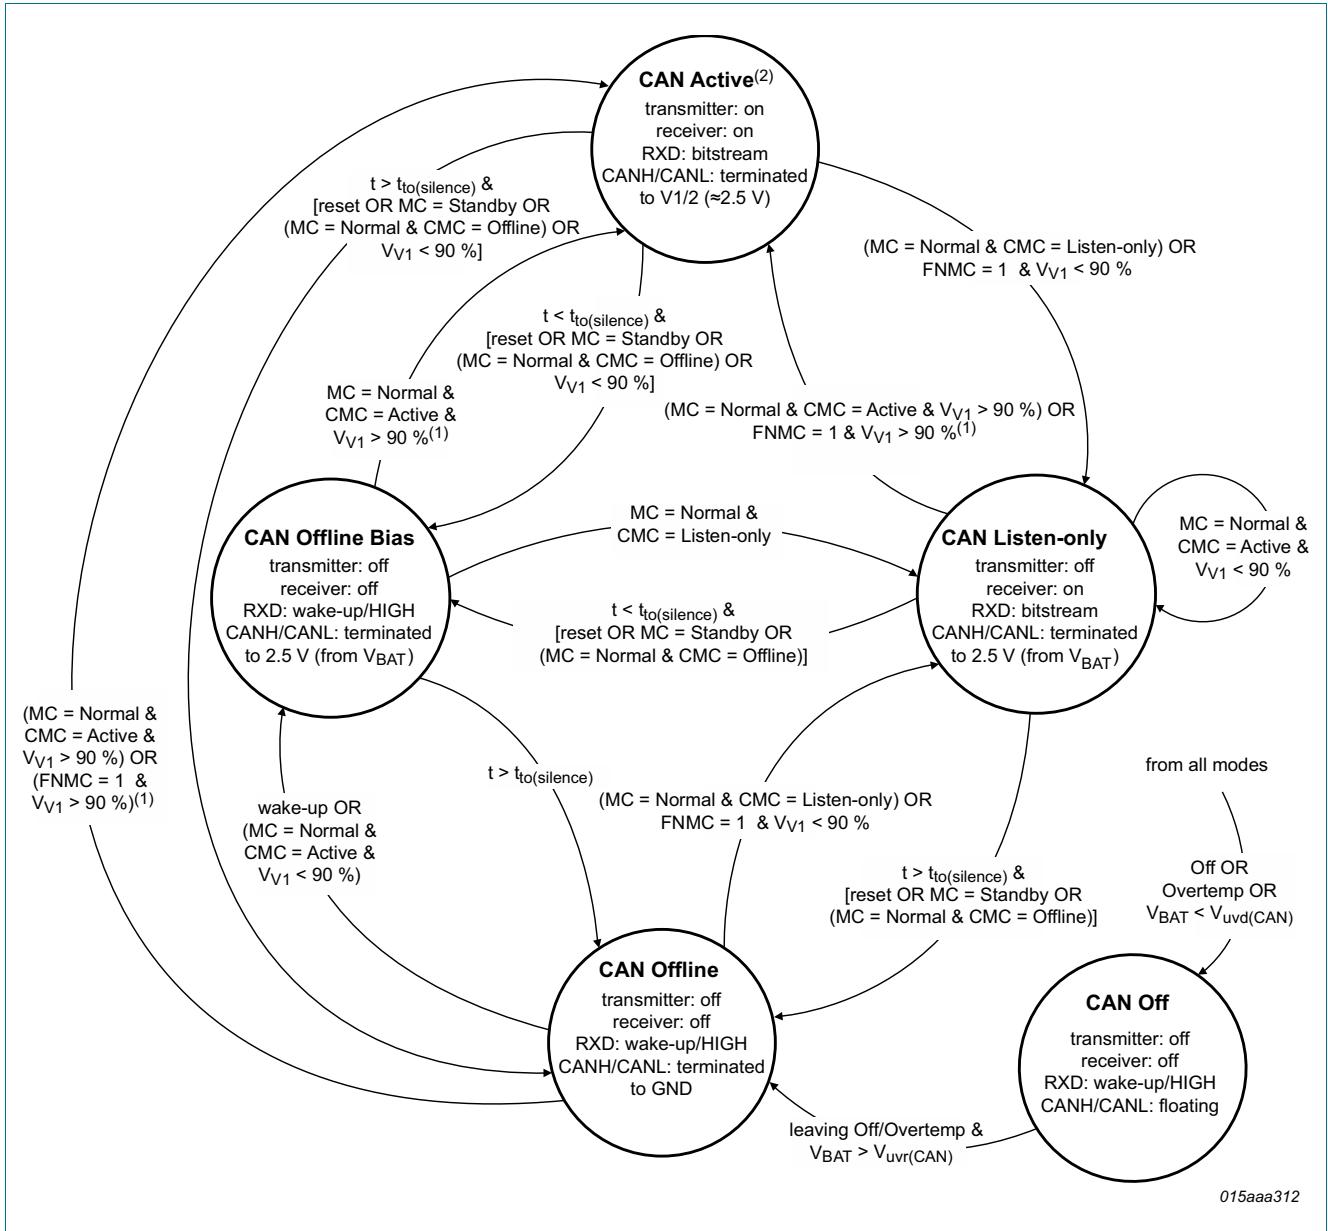 CAN Active(2)
transmitter: on
receiver: on
RXD: bitstream
CANH/CANL: terminated
to V1/2 (≈2.5 V)
t > tto(silence) &
[reset OR MC = Standby OR
(MC = Normal & CMC = Offline) OR
VV1 < 90 %]
(MC = Normal & CMC = Listen-only) OR
FNMC = 1 & VV1 < 90 %
t < tto(silence) &
[reset OR MC = Standby OR
(MC = Normal & CMC = Offline) OR
VV1 < 90 %]
MC = Normal &
CMC = Active &
VV1 > 90 %(1)
(MC = Normal & CMC = Active & VV1 > 90 %) OR
FNMC = 1 & VV1 > 90 %(1)
CAN Offline Bias
transmitter: off
receiver: off
RXD: wake-up/HIGH
CANH/CANL: terminated
to 2.5 V (from VBAT)
MC = Normal &
CMC = Listen-only
t < tto(silence) &
[reset OR MC = Standby OR
(MC = Normal & CMC = Offline)]
CAN Listen-only
transmitter: off
receiver: on
RXD: bitstream
CANH/CANL: terminated
to 2.5 V (from VBAT)
MC = Normal &
CMC = Active &
VV1 < 90 %
(MC = Normal &
CMC = Active &
VV1 > 90 %) OR
(FNMC = 1 &
VV1 > 90 %)(1)
wake-up OR
(MC = Normal &
CMC = Active &
VV1 < 90 %)
t > tto(silence)
(MC = Normal & CMC = Listen-only) OR
FNMC = 1 & VV1 < 90 %
t > tto(silence) &
[reset OR MC = Standby OR
(MC = Normal & CMC = Offline)]
from all modes
Off OR
Overtemp OR
VBAT < Vuvd(CAN)
CAN Offline
transmitter: off
receiver: off
RXD: wake-up/HIGH
CANH/CANL: terminated
to GND
CAN Off
transmitter: off
receiver: off
RXD: wake-up/HIGH
CANH/CANL: floating
leaving Off/Overtemp &
VBAT > Vuvr(CAN)
015aaa312